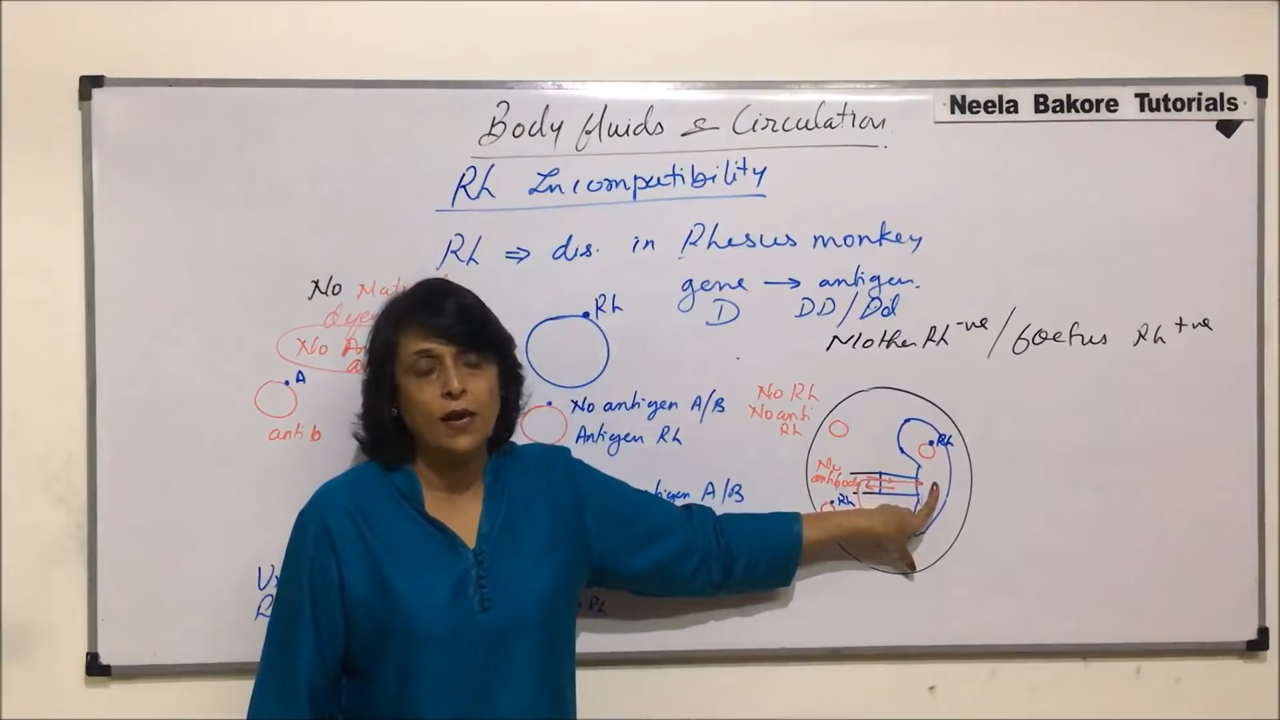 Neela Bakore Tutorials
Body fluids & Circulation
Rh Incompatibility
Rh ⇒ dis. in Rhesus monkey
gene → antigen.
D DD/Dd
No
Mother Rh -ve / foetus Rh +ve
Rh
No
A
anti b
No antigen A/B
Antigen Rh
antigen A/B
Rh
No Rh
No anti
Rh
Rh
No
antibody
Rh